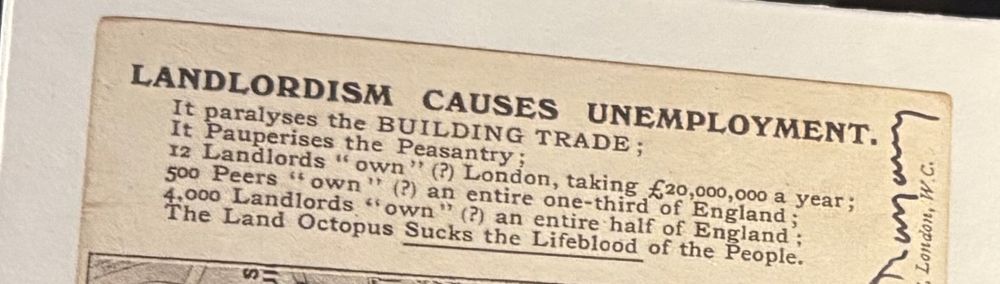 LANDLORDISM CAUSES UNEMPLOYMENT.
It paralyses the BUILDING TRADE;
It Pauperises the Peasantry;
12 Landlords "own" (?) London, taking £20,000,000 a year;
500 Peers "own" (?) an entire one-third of England;
4,000 Landlords "own" (?) an entire half of England;
The Land Octopus Sucks the Lifeblood of the People.
London, W.C.